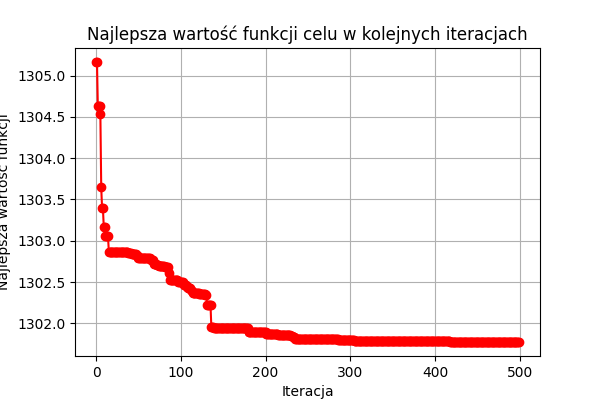 Najlepsza wartość funkcji celu w kolejnych iteracjach
Najlepsza wartość funkcji
1305.0
1304.5
1304.0
1303.5
1303.0
1302.5
1302.0
0 100 200 300 400 500
Iteracja